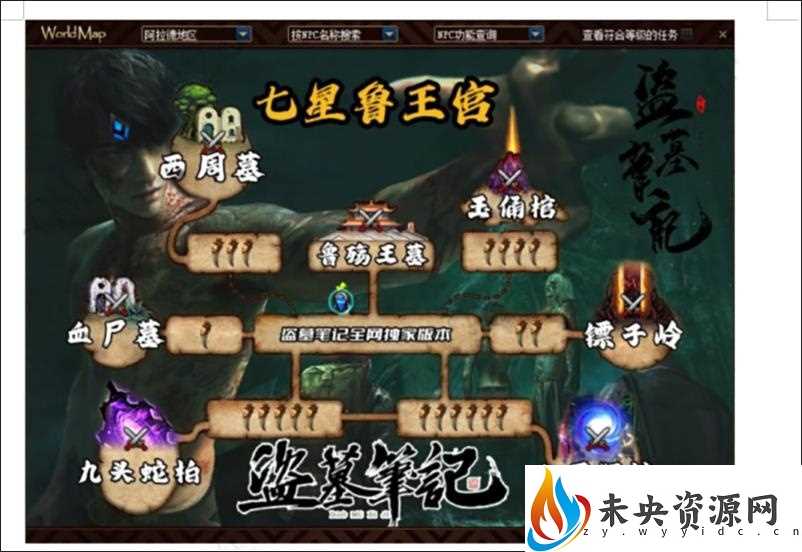 WorldMap
阿拉德地区
按NPC名称搜索
NPC功能查询
查看符合等级的任务
七星鲁王宫
盗墓笔记
西周墓
玉俑棺
鲁殇王墓
血尸墓
盗墓笔记全网独家版本
镖子岭
九头蛇柏
盜墓筆記
未央资源网
zy.wyyidc.cn